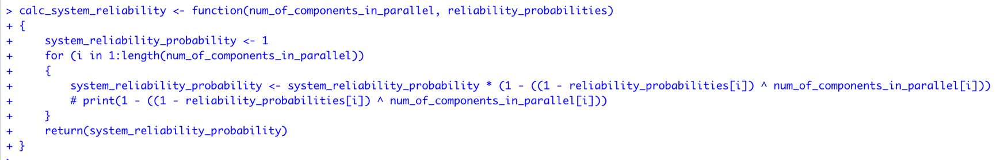 > calc_system_reliability <- function(num_of_components_in_parallel, reliability_probabilities)
+ {
+     system_reliability_probability <- 1
+     for (i in 1:length(num_of_components_in_parallel))
+     {
+         system_reliability_probability <- system_reliability_probability * (1 - ((1 - reliability_probabilities[i]) ^ num_of_components_in_parallel[i]))
+         # print(1 - ((1 - reliability_probabilities[i]) ^ num_of_components_in_parallel[i]))
+     }
+     return(system_reliability_probability)
+ }